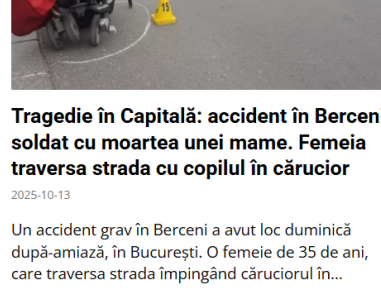 15
Tragedie în Capitală: accident în Berceni
soldat cu moartea unei mame. Femeia
traversa strada cu copilul în cărucior
2025-10-13
Un accident grav în Berceni a avut loc duminică
după-amiază, în București. O femeie de 35 de ani,
care traversa strada împingând căruciorul în...